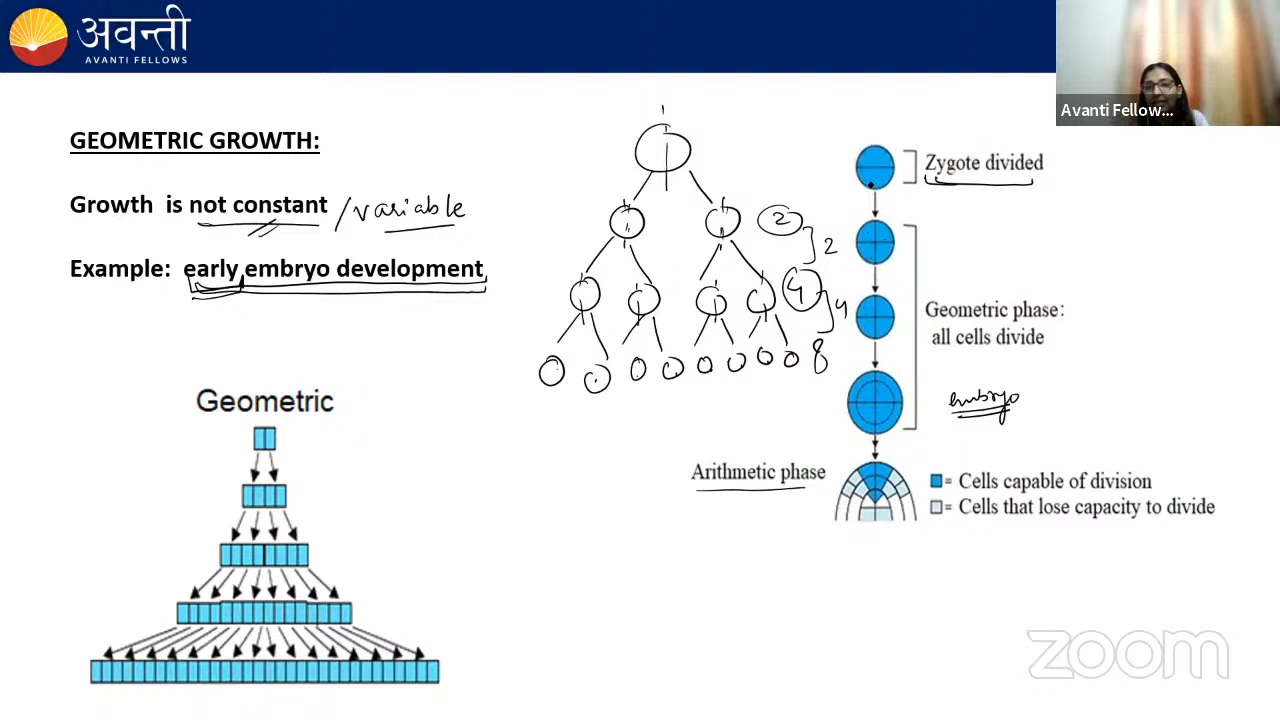 अवन्ती
AVANTI FELLOWS
Avanti Fellow...
GEOMETRIC GROWTH:
Growth is not constant /variable
Example: early embryo development
2
2
4
4
8
Zygote divided
Geometric phase:
all cells divide
embryo
Arithmetic phase
= Cells capable of division
= Cells that lose capacity to divide
Geometric
zoom